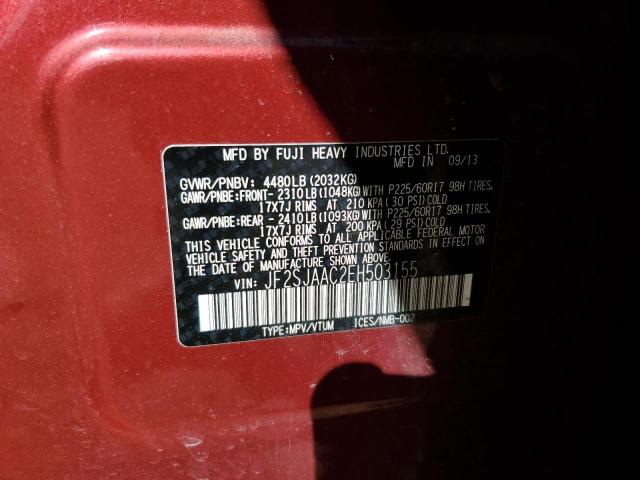 MFD BY FUJI HEAVY INDUSTRIES LTD.
MFD. IN 09/13
GVWR/PNBV: 4480LB(2032KG)
GAWR/PNBE:FRONT-2310LB(1048KG)WITH P225/60R17 98H TIRES,
17x7J RIMS AT 210 KPA(30 PSI)COLD
GAWR/PNBE:REAR -2410LB(1093KG)WITH P225/60R17 98H TIRES,
17x7J RIMS AT 200 KPA(29 PSI)COLD
THIS VEHICLE CONFORMS TO ALL APPLICABLE FEDERAL MOTOR
VEHICLE SAFETY AND THEFT PREVENTION STANDARDS IN
EFFECT ON THE DATE OF MANUFACTURE SHOWN ABOVE.
VIN: JF2SJAAC2EH503155
TYPE:MPV/VTUM ICES/NMB-002